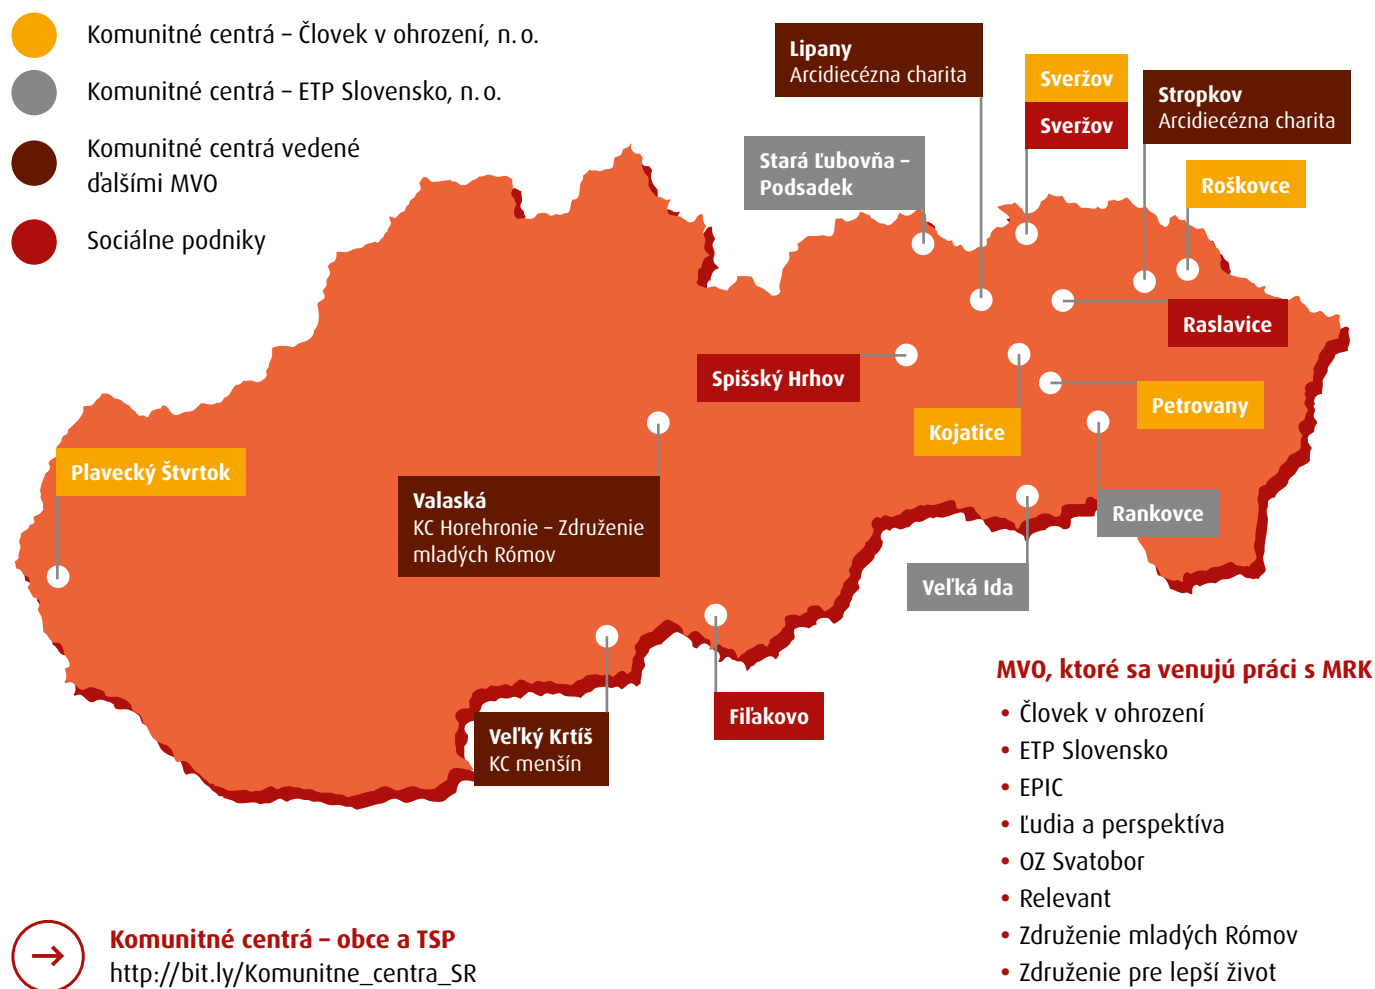 Komunitné centrá – Človek v ohrození, n. o.
Komunitné centrá – ETP Slovensko, n. o.
Komunitné centrá vedené
ďalšími MVO
Sociálne podniky
Lipany
Arcidiecézna charita
Sveržov
Sveržov
Stropkov
Arcidiecézna charita
Stará Ľubovňa –
Podsadek
Roškovce
Raslavice
Spišský Hrhov
Petrovany
Kojatice
Plavecký Štvrtok
Valaská
KC Horehronie – Združenie
mladých Rómov
Rankovce
Veľká Ida
Fiľakovo
Veľký Krtíš
KC menšín
MVO, ktoré sa venujú práci s MRK
• Človek v ohrození
• ETP Slovensko
• EPIC
• Ľudia a perspektíva
• OZ Svatobor
• Relevant
• Združenie mladých Rómov
• Združenie pre lepší život
Komunitné centrá – obce a TSP
http://bit.ly/Komunitne_centra_SR